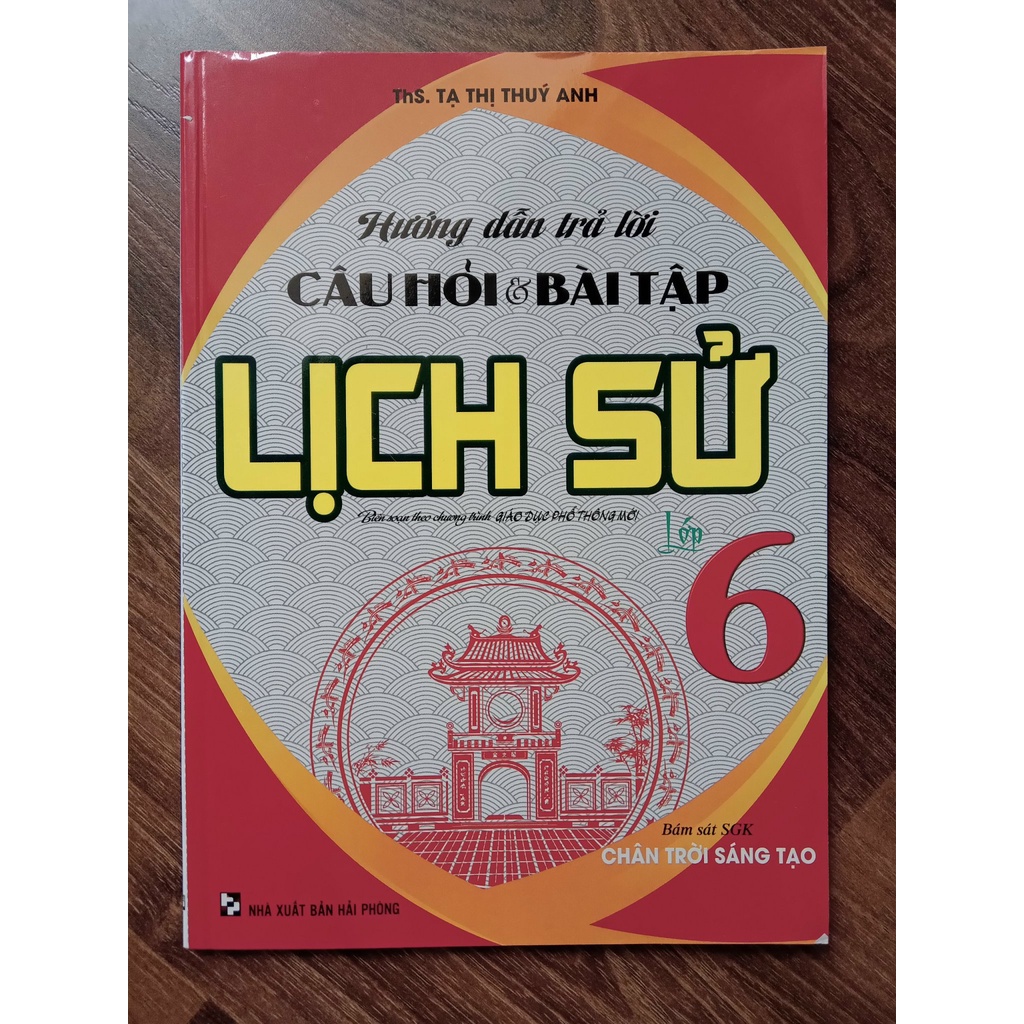 ThS. TẠ THỊ THUÝ ANH
Hướng dẫn trả lời
CÂU HỎI & BÀI TẬP
LỊCH SỬ
Biên soạn theo chương trình GIÁO DỤC PHỔ THÔNG MỚI
Lớp
6
Bám sát SGK
CHÂN TRỜI SÁNG TẠO
NHÀ XUẤT BẢN HẢI PHÒNG